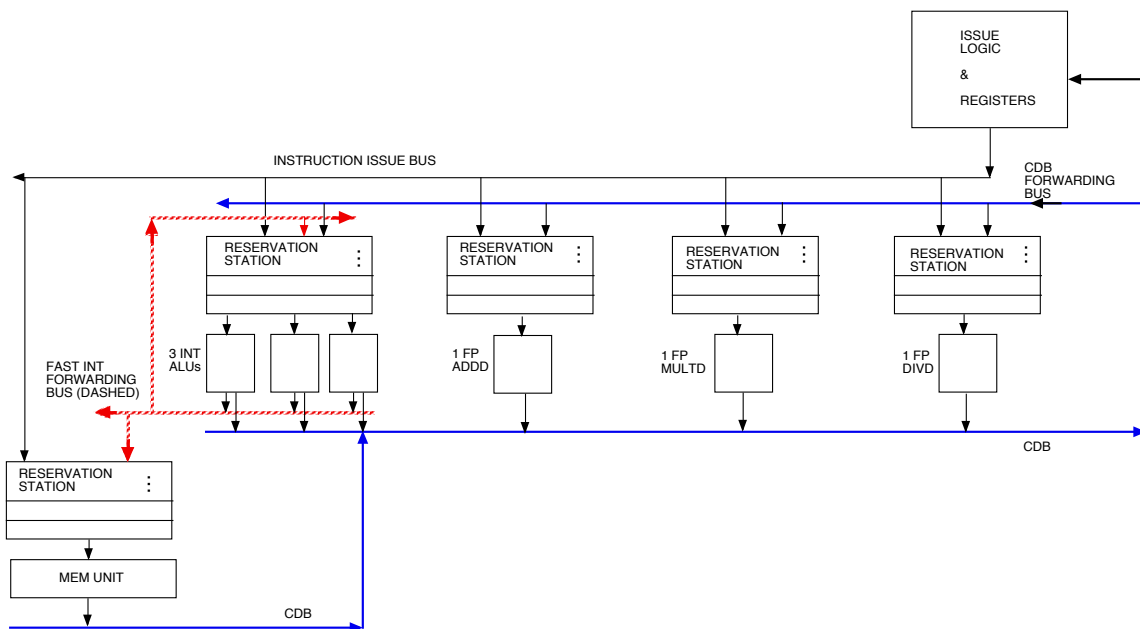 ISSUE
LOGIC
&
REGISTERS
INSTRUCTION ISSUE BUS
CDB
FORWARDING
BUS
RESERVATION
STATION
RESERVATION
STATION
RESERVATION
STATION
RESERVATION
STATION
3 INT
ALUs
1 FP
ADDD
1 FP
MULTD
1 FP
DIVD
FAST INT
FORWARDING
BUS (DASHED)
CDB
RESERVATION
STATION
MEM UNIT
CDB